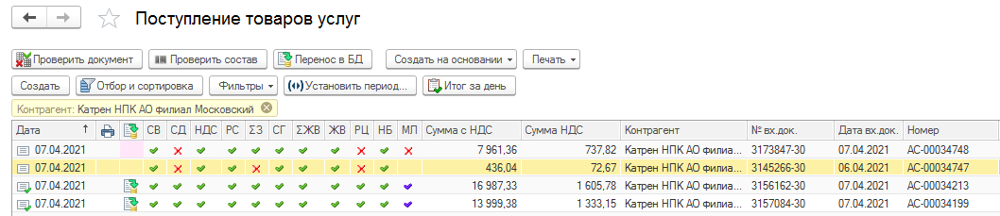 Поступление товаров услуг
Проверить документ Проверить состав Перенос в БД Создать на основании Печать
Создать Отбор и сортировка Фильтры Установить период... Итог за день
Контрагент: Катрен НПК АО филиал Московский
Дата СВ СД НДС РС ΣЗ СГ ΣЖВ ЖВ РЦ НБ МЛ Сумма с НДС Сумма НДС Контрагент № вх.док. Дата вх.док. Номер
07.04.2021 7 961,36 737,82 Катрен НПК АО филиа... 3173847-30 07.04.2021 АС-00034748
07.04.2021 436,04 72,67 Катрен НПК АО филиа... 3145266-30 06.04.2021 АС-00034747
07.04.2021 16 987,33 1 605,78 Катрен НПК АО филиа... 3156162-30 07.04.2021 АС-00034213
07.04.2021 13 999,38 1 333,15 Катрен НПК АО филиа... 3157084-30 07.04.2021 АС-00034199